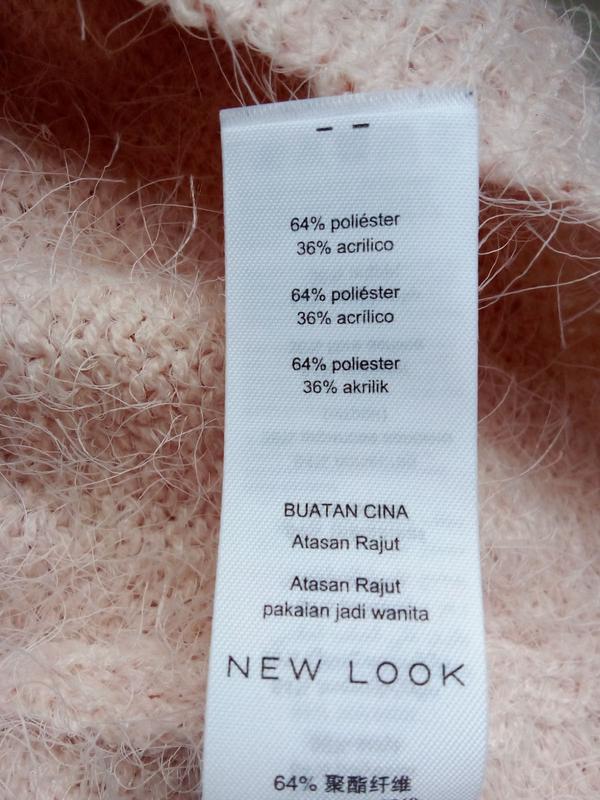 64% poliéster
36% acrilico
64% poliéster
36% acrílico
64% poliester
36% akrilik
BUATAN CINA
Atasan Rajut
Atasan Rajut
pakaian jadi wanita
NEW LOOK
64% 聚酯纤维